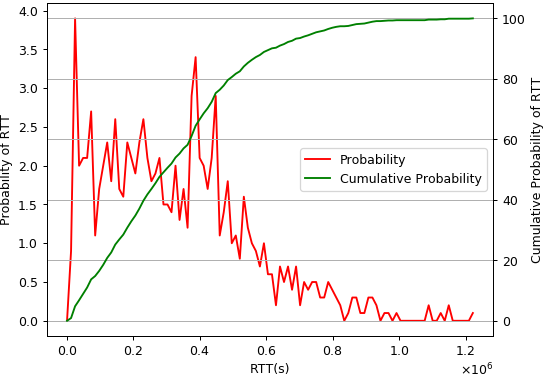 4.0
3.5
3.0
2.5
2.0
1.5
1.0
0.5
0.0
Probability of RTT
100
80
60
40
20
0
Cumulative Probability of RTT
Probability
Cumulative Probability
0.0 0.2 0.4 0.6 0.8 1.0 1.2
RTT(s)
×10⁶